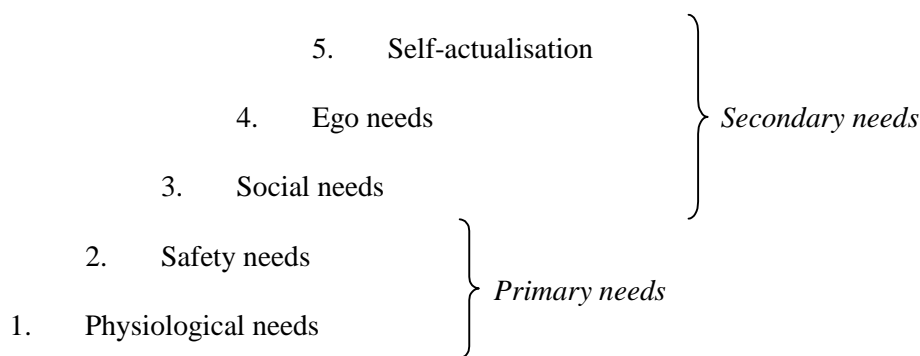 5. Self-actualisation
4. Ego needs
Secondary needs
3. Social needs
2. Safety needs
Primary needs
1. Physiological needs